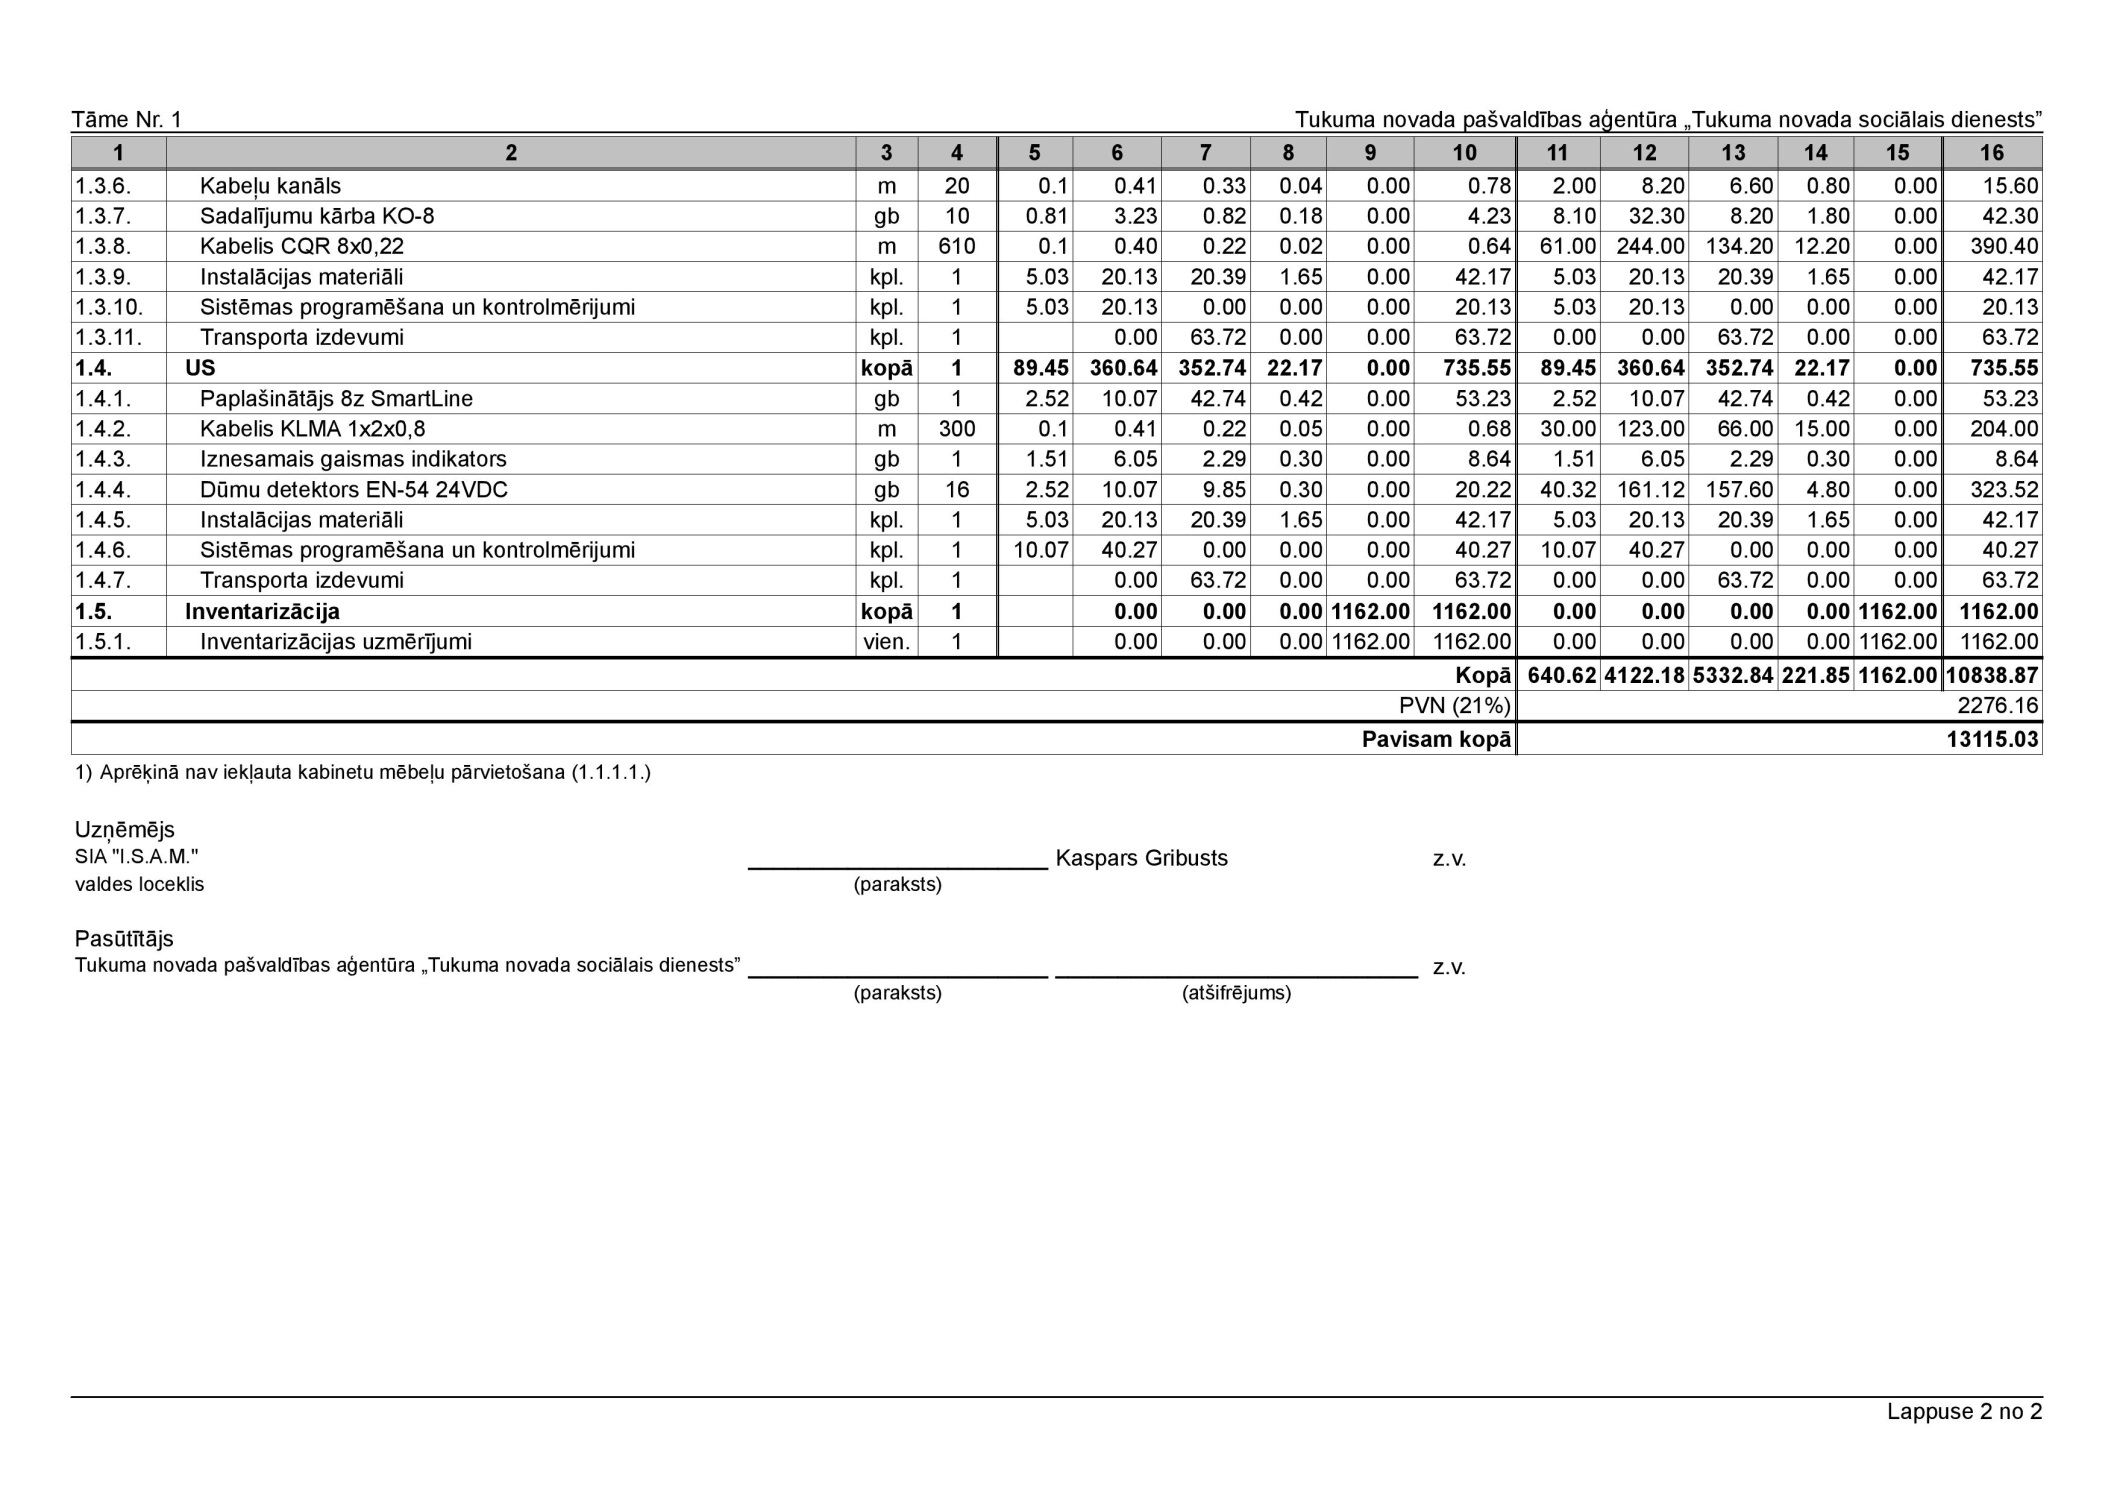 Tāme Nr. 1 Tukuma novada pašvaldības aģentūra „Tukuma novada sociālais dienests”
1 2 3 4 5 6 7 8 9 10 11 12 13 14 15 16
1.3.6. Kabeļu kanāls m 20 0.1 0.41 0.33 0.04 0.00 0.78 2.00 8.20 6.60 0.80 0.00 15.60
1.3.7. Sadalījumu kārba KO-8 gb 10 0.81 3.23 0.82 0.18 0.00 4.23 8.10 32.30 8.20 1.80 0.00 42.30
1.3.8. Kabelis CQR 8x0,22 m 610 0.1 0.40 0.22 0.02 0.00 0.64 61.00 244.00 134.20 12.20 0.00 390.40
1.3.9. Instalācijas materiāli kpl. 1 5.03 20.13 20.39 1.65 0.00 42.17 5.03 20.13 20.39 1.65 0.00 42.17
1.3.10. Sistēmas programēšana un kontrolmērijumi kpl. 1 5.03 20.13 0.00 0.00 0.00 20.13 5.03 20.13 0.00 0.00 0.00 20.13
1.3.11. Transporta izdevumi kpl. 1 0.00 63.72 0.00 0.00 63.72 0.00 0.00 63.72 0.00 0.00 63.72
1.4. US kopā 1 89.45 360.64 352.74 22.17 0.00 735.55 89.45 360.64 352.74 22.17 0.00 735.55
1.4.1. Paplašinātājs 8z SmartLine gb 1 2.52 10.07 42.74 0.42 0.00 53.23 2.52 10.07 42.74 0.42 0.00 53.23
1.4.2. Kabelis KLMA 1x2x0,8 m 300 0.1 0.41 0.22 0.05 0.00 0.68 30.00 123.00 66.00 15.00 0.00 204.00
1.4.3. Iznesamais gaismas indikators gb 1 1.51 6.05 2.29 0.30 0.00 8.64 1.51 6.05 2.29 0.30 0.00 8.64
1.4.4. Dūmu detektors EN-54 24VDC gb 16 2.52 10.07 9.85 0.30 0.00 20.22 40.32 161.12 157.60 4.80 0.00 323.52
1.4.5. Instalācijas materiāli kpl. 1 5.03 20.13 20.39 1.65 0.00 42.17 5.03 20.13 20.39 1.65 0.00 42.17
1.4.6. Sistēmas programēšana un kontrolmērijumi kpl. 1 10.07 40.27 0.00 0.00 0.00 40.27 10.07 40.27 0.00 0.00 0.00 40.27
1.4.7. Transporta izdevumi kpl. 1 0.00 63.72 0.00 0.00 63.72 0.00 0.00 63.72 0.00 0.00 63.72
1.5. Inventarizācija kopā 1 0.00 0.00 0.00 1162.00 1162.00 0.00 0.00 0.00 0.00 1162.00 1162.00
1.5.1. Inventarizācijas uzmērījumi vien. 1 0.00 0.00 0.00 1162.00 1162.00 0.00 0.00 0.00 0.00 1162.00 1162.00
Kopā 640.62 4122.18 5332.84 221.85 1162.00 10838.87
PVN (21%) 2276.16
Pavisam kopā 13115.03
1) Aprēķinā nav iekļauta kabinetu mēbeļu pārvietošana (1.1.1.1.)
Uzņēmējs
SIA "I.S.A.M." Kaspars Gribusts z.v.
valdes loceklis (paraksts)
Pasūtītājs
Tukuma novada pašvaldības aģentūra „Tukuma novada sociālais dienests” z.v.
(paraksts) (atšifrējums)
Lappuse 2 no 2